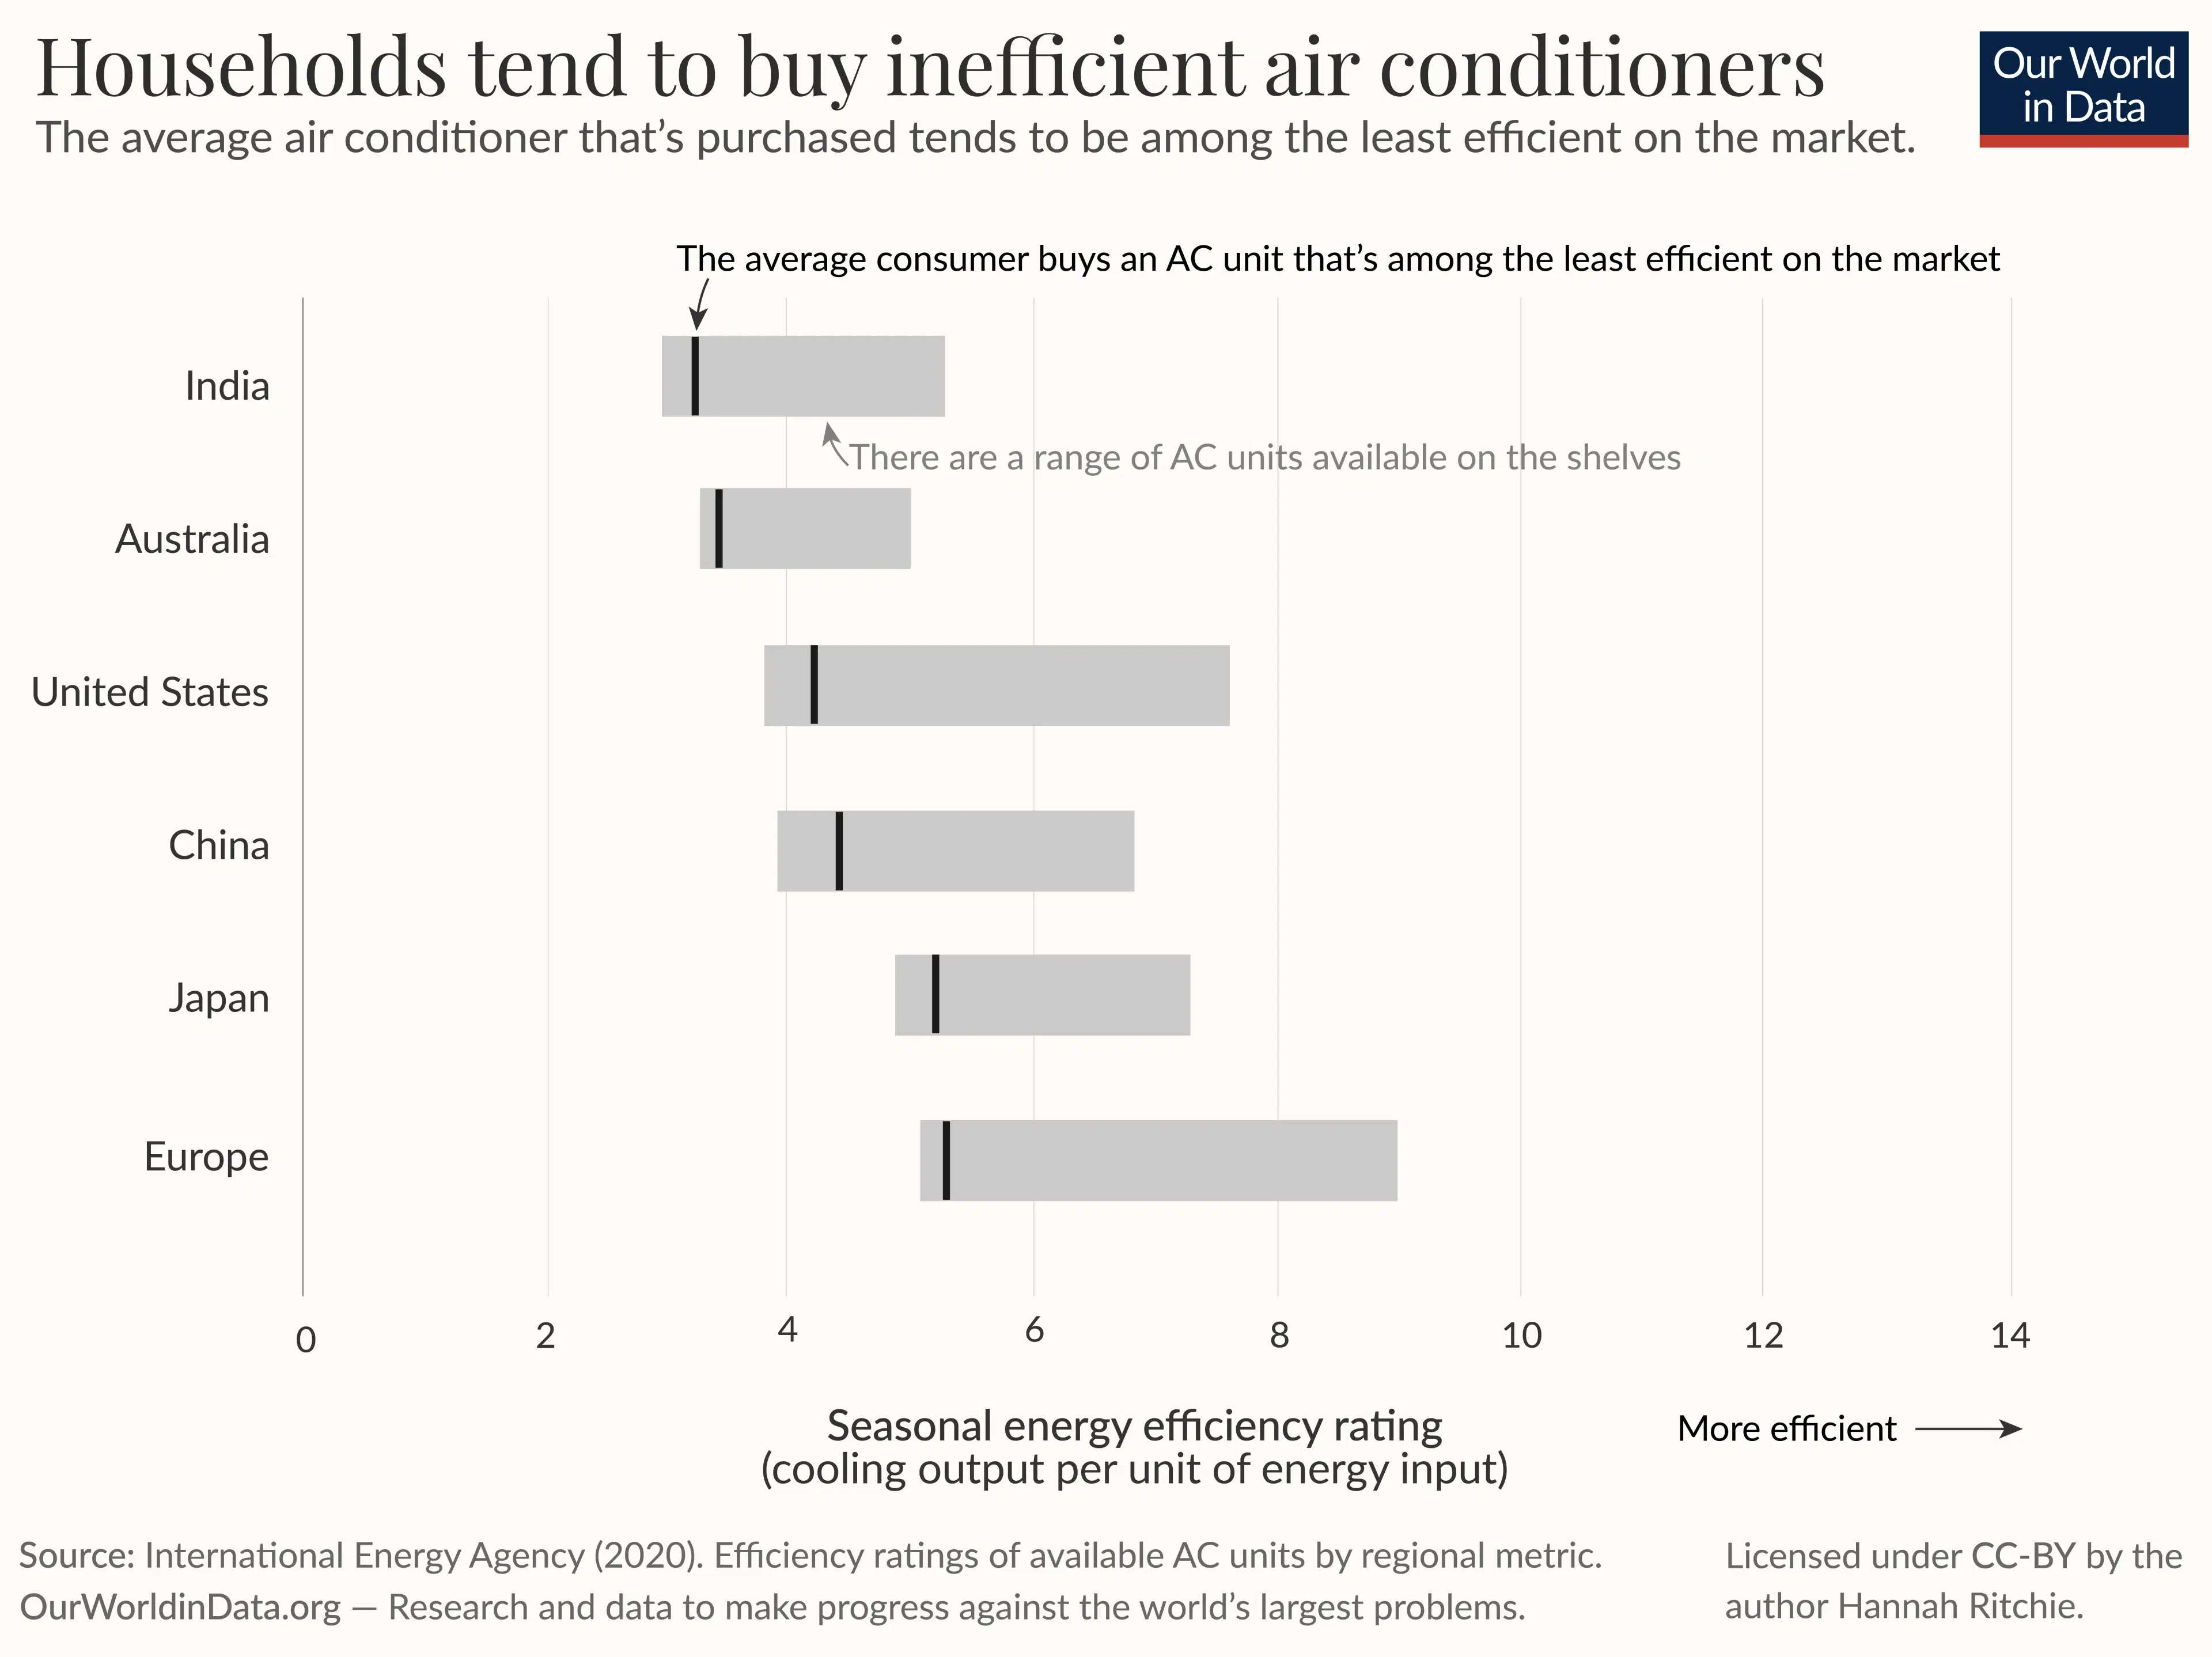 Households tend to buy inefficient air conditioners
The average air conditioner that's purchased tends to be among the least efficient on the market.
Our World
in Data
The average consumer buys an AC unit that's among the least efficient on the market
India
There are a range of AC units available on the shelves
Australia
United States
China
Japan
Europe
0 2 4 6 8 10 12 14
Seasonal energy efficiency rating
(cooling output per unit of energy input)
More efficient
Source: International Energy Agency (2020). Efficiency ratings of available AC units by regional metric.
OurWorldinData.org — Research and data to make progress against the world's largest problems.
Licensed under CC-BY by the
author Hannah Ritchie.